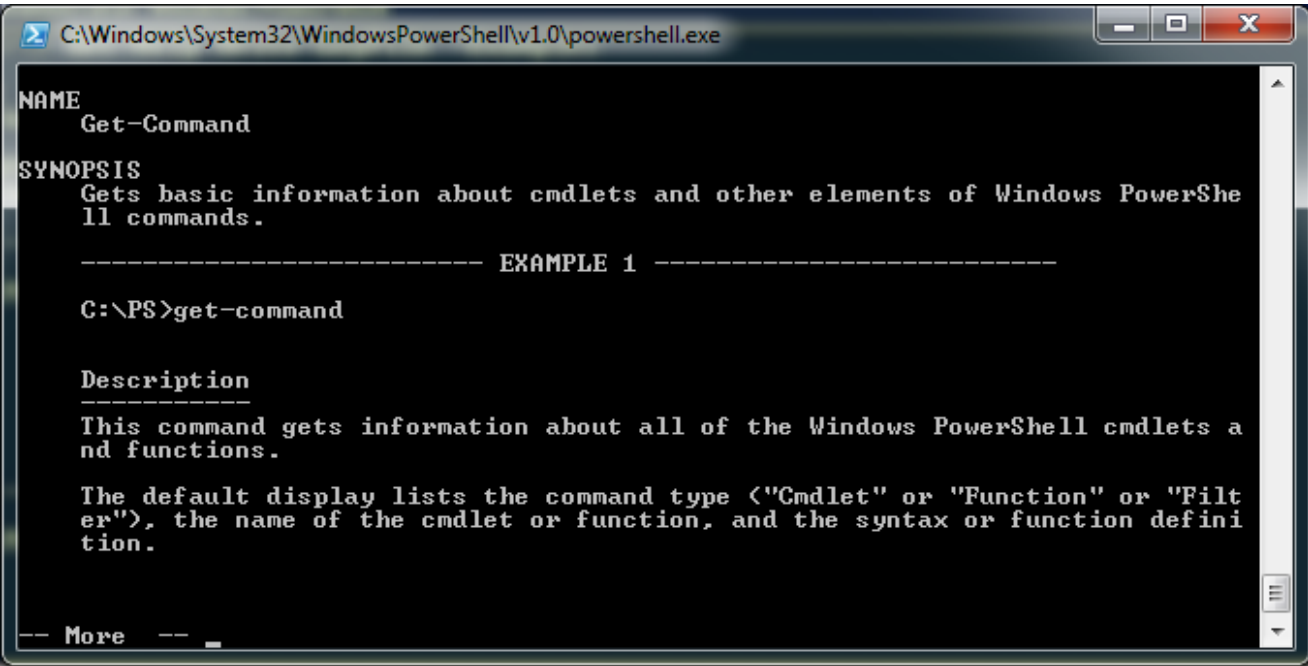 C:\Windows\System32\WindowsPowerShell\v1.0\powershell.exe
NAME
Get-Command
SYNOPSIS
Gets basic information about cmdlets and other elements of Windows PowerShe
ll commands.
-------------------------- EXAMPLE 1 --------------------------
C:\PS>get-command
Description
-----------
This command gets information about all of the Windows PowerShell cmdlets a
nd functions.
The default display lists the command type ("Cmdlet" or "Function" or "Filt
er"), the name of the cmdlet or function, and the syntax or function defini
tion.
-- More  -- _